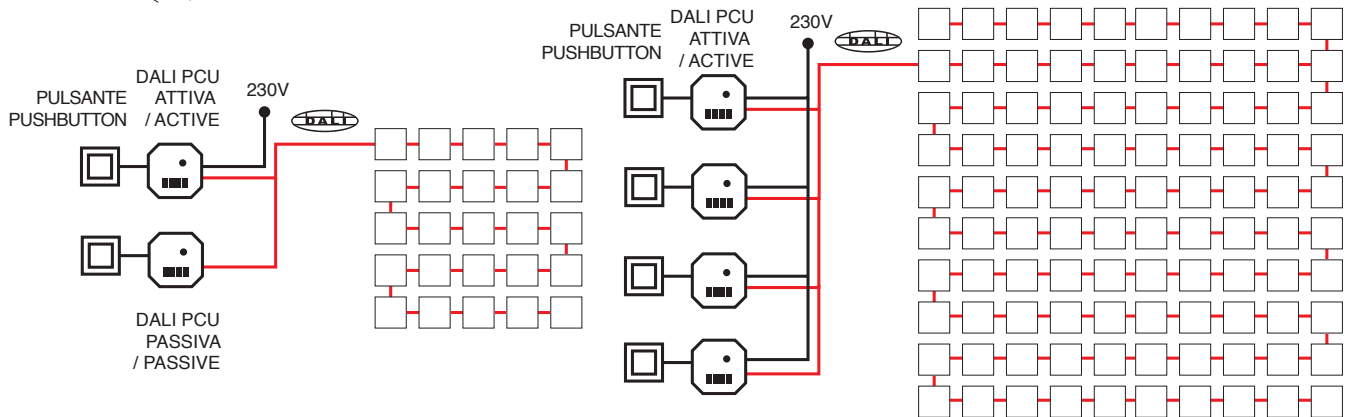 DALI PCU
ATTIVA
/ ACTIVE
PULSANTE
PUSHBUTTON
230V
DALI
DALI PCU
PASSIVA
/ PASSIVE
PULSANTE
PUSHBUTTON
DALI PCU
ATTIVA
/ ACTIVE
230V
DALI